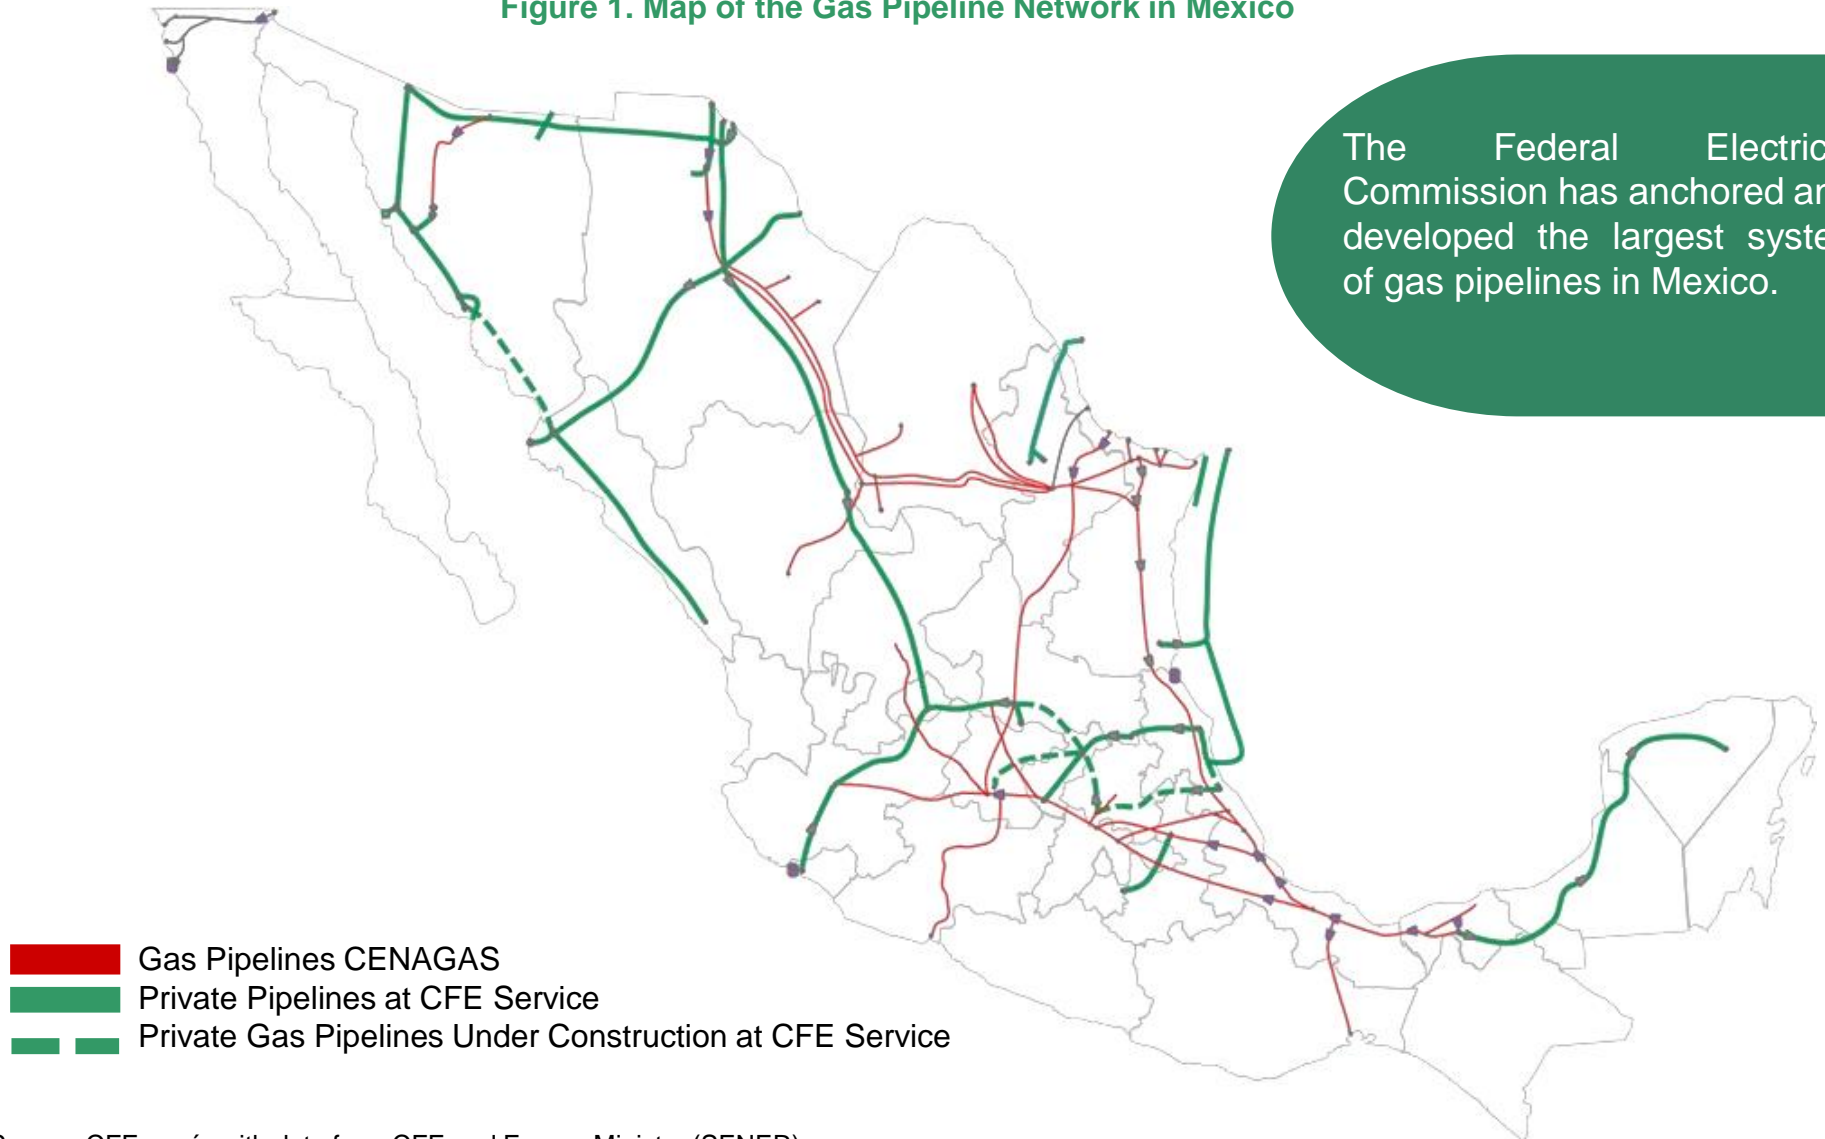 Figure 1. Map of the Gas Pipeline Network in Mexico
The Federal Electric
Commission has anchored an
developed the largest syste
of gas pipelines in Mexico.
Gas Pipelines CENAGAS
Private Pipelines at CFE Service
Private Gas Pipelines Under Construction at CFE Service